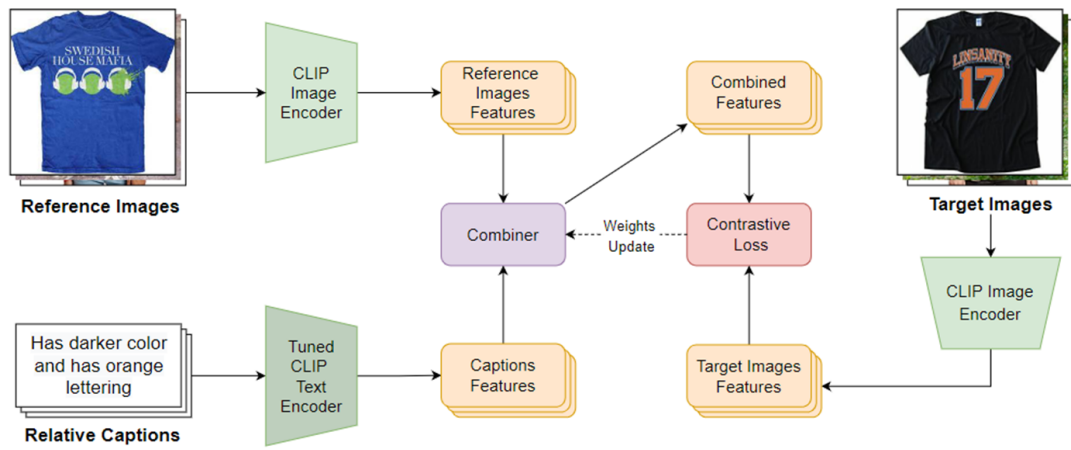 SWEDISH
HOUSE MAFIA
Reference Images
CLIP
Image
Encoder
Reference
Images
Features
Combined
Features
LINSANITY
17
Target Images
Combiner
Weights
Update
Contrastive
Loss
CLIP Image
Encoder
Has darker color
and has orange
lettering
Relative Captions
Tuned
CLIP
Text
Encoder
Captions
Features
Target Images
Features